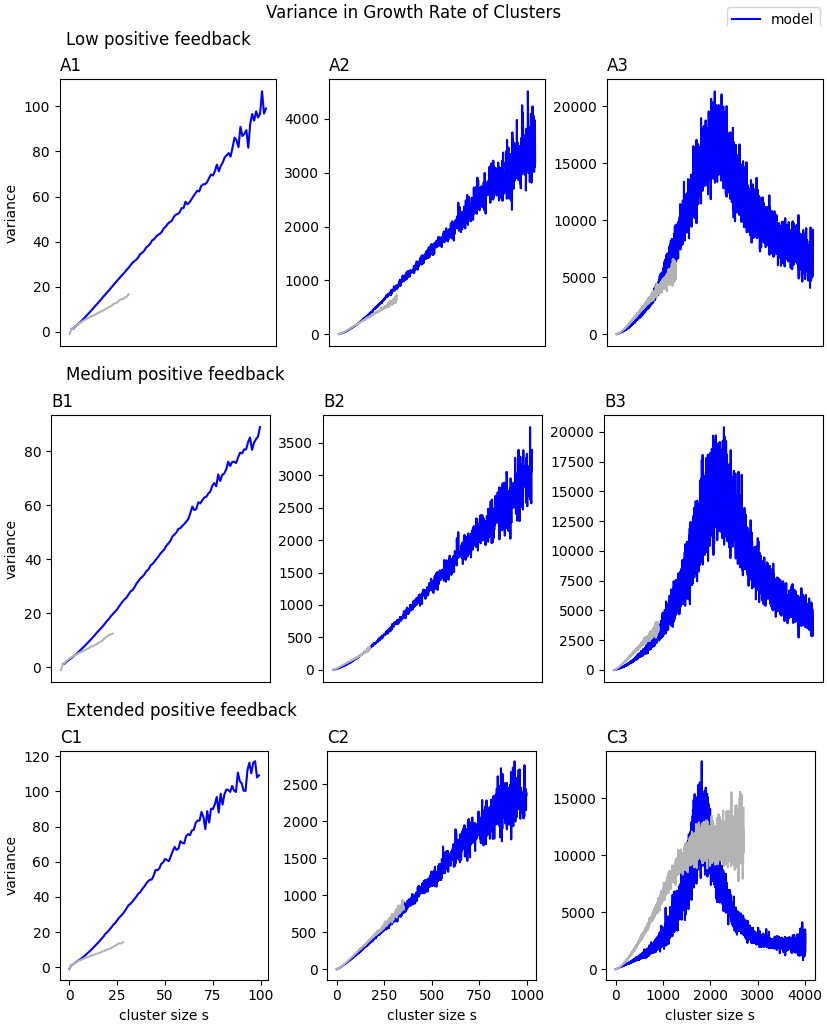 Variance in Growth Rate of Clusters
model
Low positive feedback
A1
A2
A3
variance
100
80
60
40
20
0
4000
3000
2000
1000
0
20000
15000
10000
5000
0
Medium positive feedback
B1
B2
B3
variance
80
60
40
20
0
3500
3000
2500
2000
1500
1000
500
0
20000
17500
15000
12500
10000
7500
5000
2500
0
Extended positive feedback
C1
C2
C3
variance
120
100
80
60
40
20
0
2500
2000
1500
1000
500
0
15000
10000
5000
0
0 25 50 75 100
0 250 500 750 1000
0 1000 2000 3000 4000
cluster size s
cluster size s
cluster size s